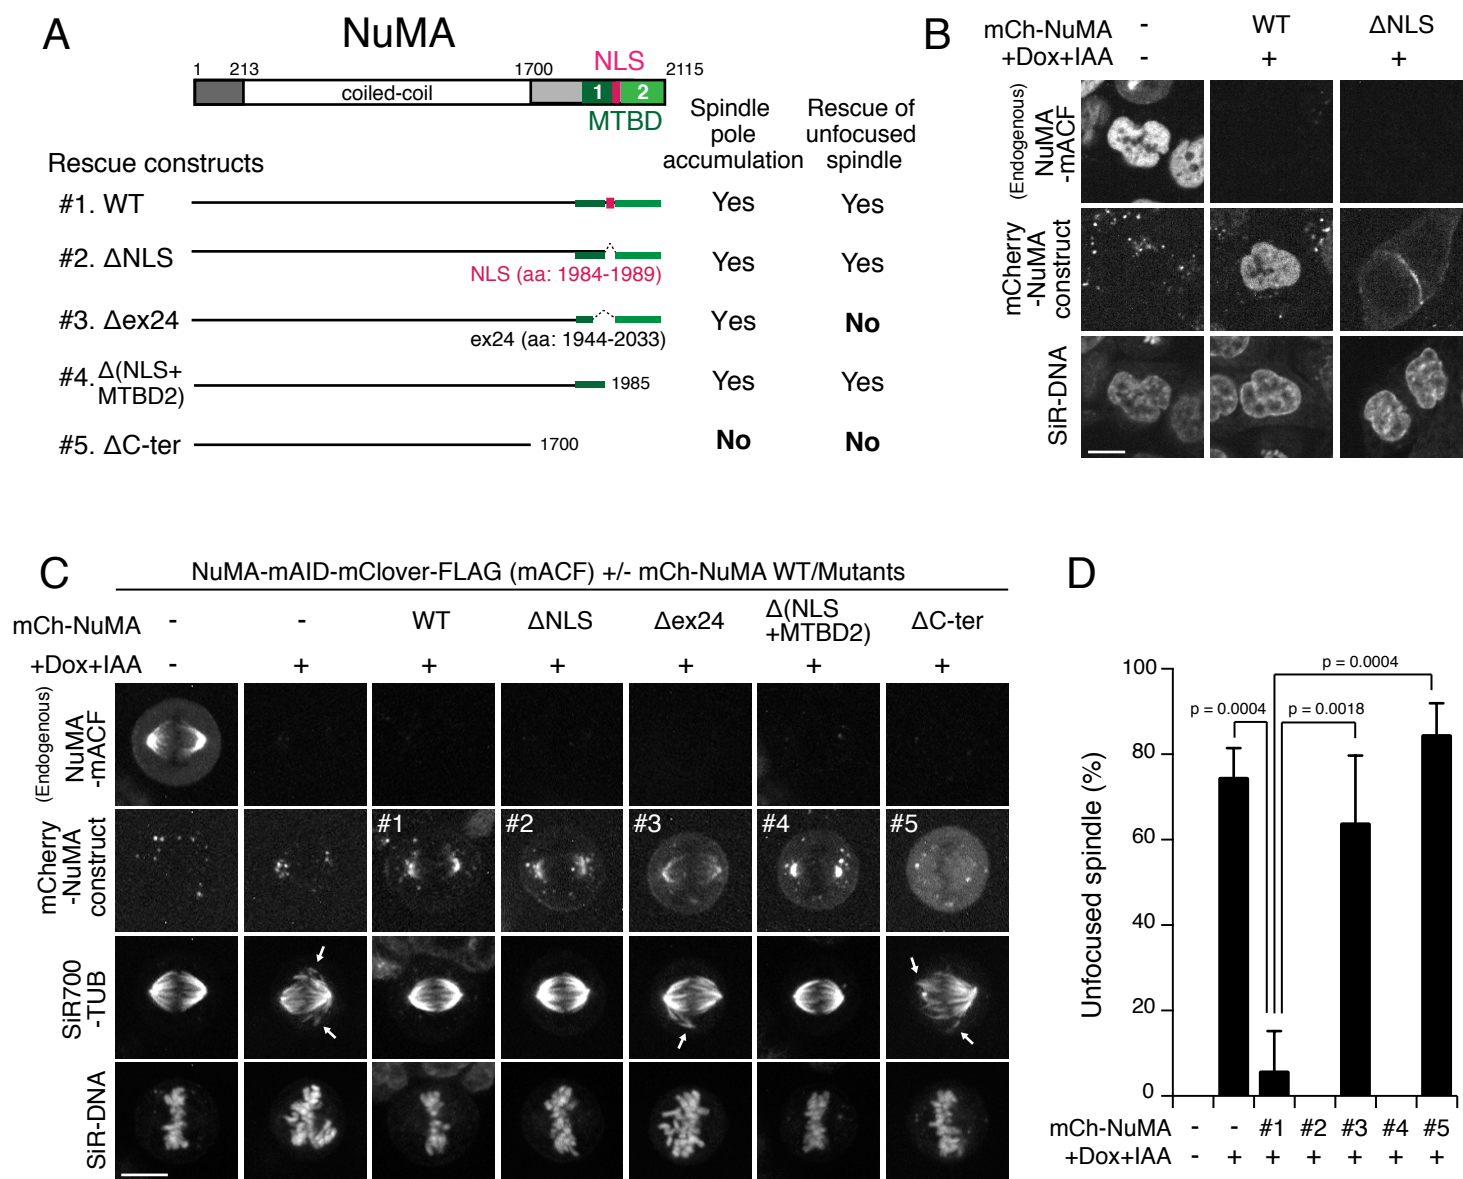 A
NuMA
NLS
1 213 1700 2115
coiled-coil 1 2
MTBD
Spindle pole accumulation
Rescue of unfocused spindle
Rescue constructs
#1. WT Yes Yes
#2. ΔNLS Yes Yes
NLS (aa: 1984-1989)
#3. Δex24 Yes No
ex24 (aa: 1944-2033)
#4. Δ(NLS+
MTBD2) 1985 Yes Yes
#5. ΔC-ter 1700 No No
B
mCh-NuMA - WT ΔNLS
+Dox+IAA - + +
(Endogenous)
NuMA
-mACF
mCherry
-NuMA
construct
SiR-DNA
C
NuMA-mAID-mClover-FLAG (mACF) +/- mCh-NuMA WT/Mutants
mCh-NuMA - - WT ΔNLS Δex24 Δ(NLS +MTBD2) ΔC-ter
+Dox+IAA - + + + + + +
(Endogenous)
NuMA
-mACF
mCherry
-NuMA
construct
#1 #2 #3 #4 #5
SiR700
-TUB
SiR-DNA
D
Unfocused spindle (%)
100
80
60
40
20
0
p = 0.0004
p = 0.0004
p = 0.0018
mCh-NuMA - - #1 #2 #3 #4 #5
+Dox+IAA - + + + + + +